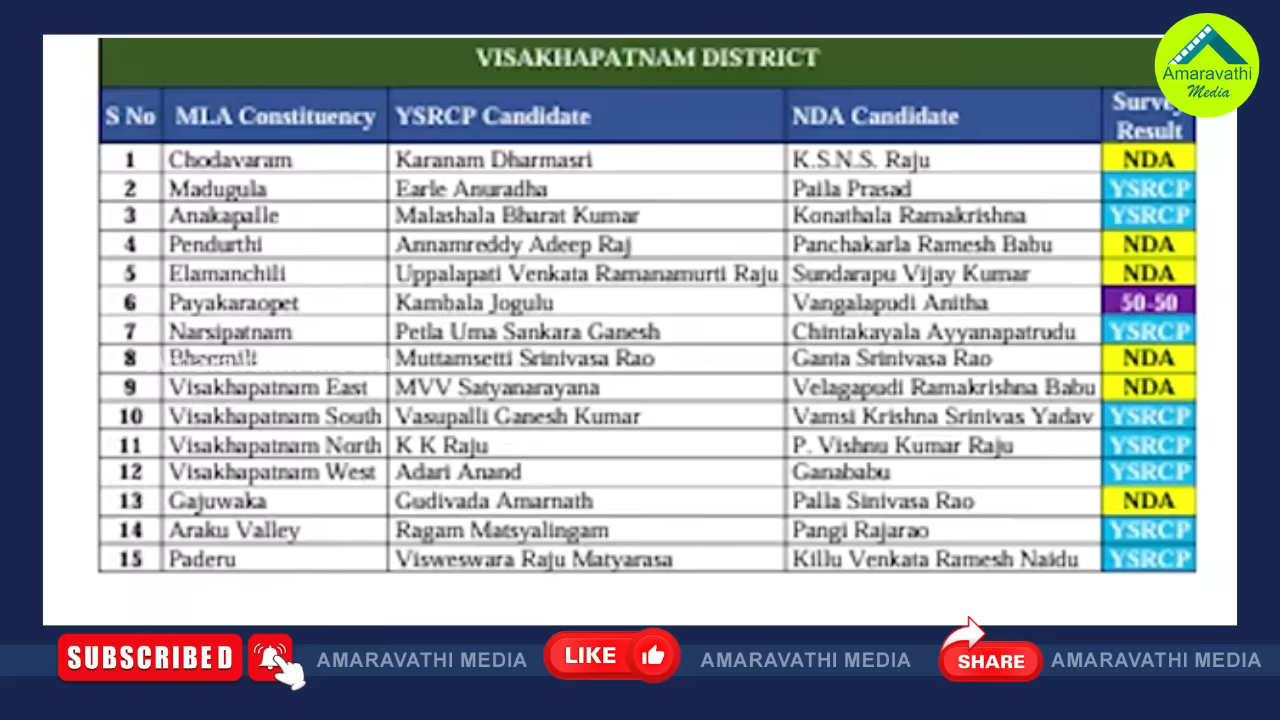 VISAKHAPATNAM DISTRICT
Amaravathi
Media
S No MLA Constituency YSRCP Candidate NDA Candidate Survey Result
1 Chodavaram Karanam Dharmasri K.S.N.S. Raju NDA
2 Madugula Earle Anuradha Paila Prasad YSRCP
3 Anakapalle Malashala Bharat Kumar Konathala Ramakrishna YSRCP
4 Pendurthi Annamreddy Adeep Raj Panchakarla Ramesh Babu NDA
5 Elamanchili Uppalapati Venkata Ramanamurti Raju Sundarapu Vijay Kumar NDA
6 Payakaraopet Kambala Jogulu Vangalapudi Anitha 50-50
7 Narsipatnam Petla Uma Sankara Ganesh Chintakayala Ayyanapatrudu YSRCP
8 Bheemili Muttamsetti Srinivasa Rao Ganta Srinivasa Rao NDA
9 Visakhapatnam East MVV Satyanarayana Velagapudi Ramakrishna Babu NDA
10 Visakhapatnam South Vasupalli Ganesh Kumar Vamsi Krishna Srinivas Yadav YSRCP
11 Visakhapatnam North K K Raju P. Vishnu Kumar Raju YSRCP
12 Visakhapatnam West Adari Anand Ganababu YSRCP
13 Gajuwaka Gudivada Amarnath Palla Sinivasa Rao NDA
14 Araku Valley Ragam Matsyalingam Pangi Rajarao YSRCP
15 Paderu Visweswara Raju Matyarasa Killu Venkata Ramesh Naidu YSRCP
SUBSCRIBED AMARAVATHI MEDIA LIKE AMARAVATHI MEDIA SHARE AMARAVATHI MEDIA